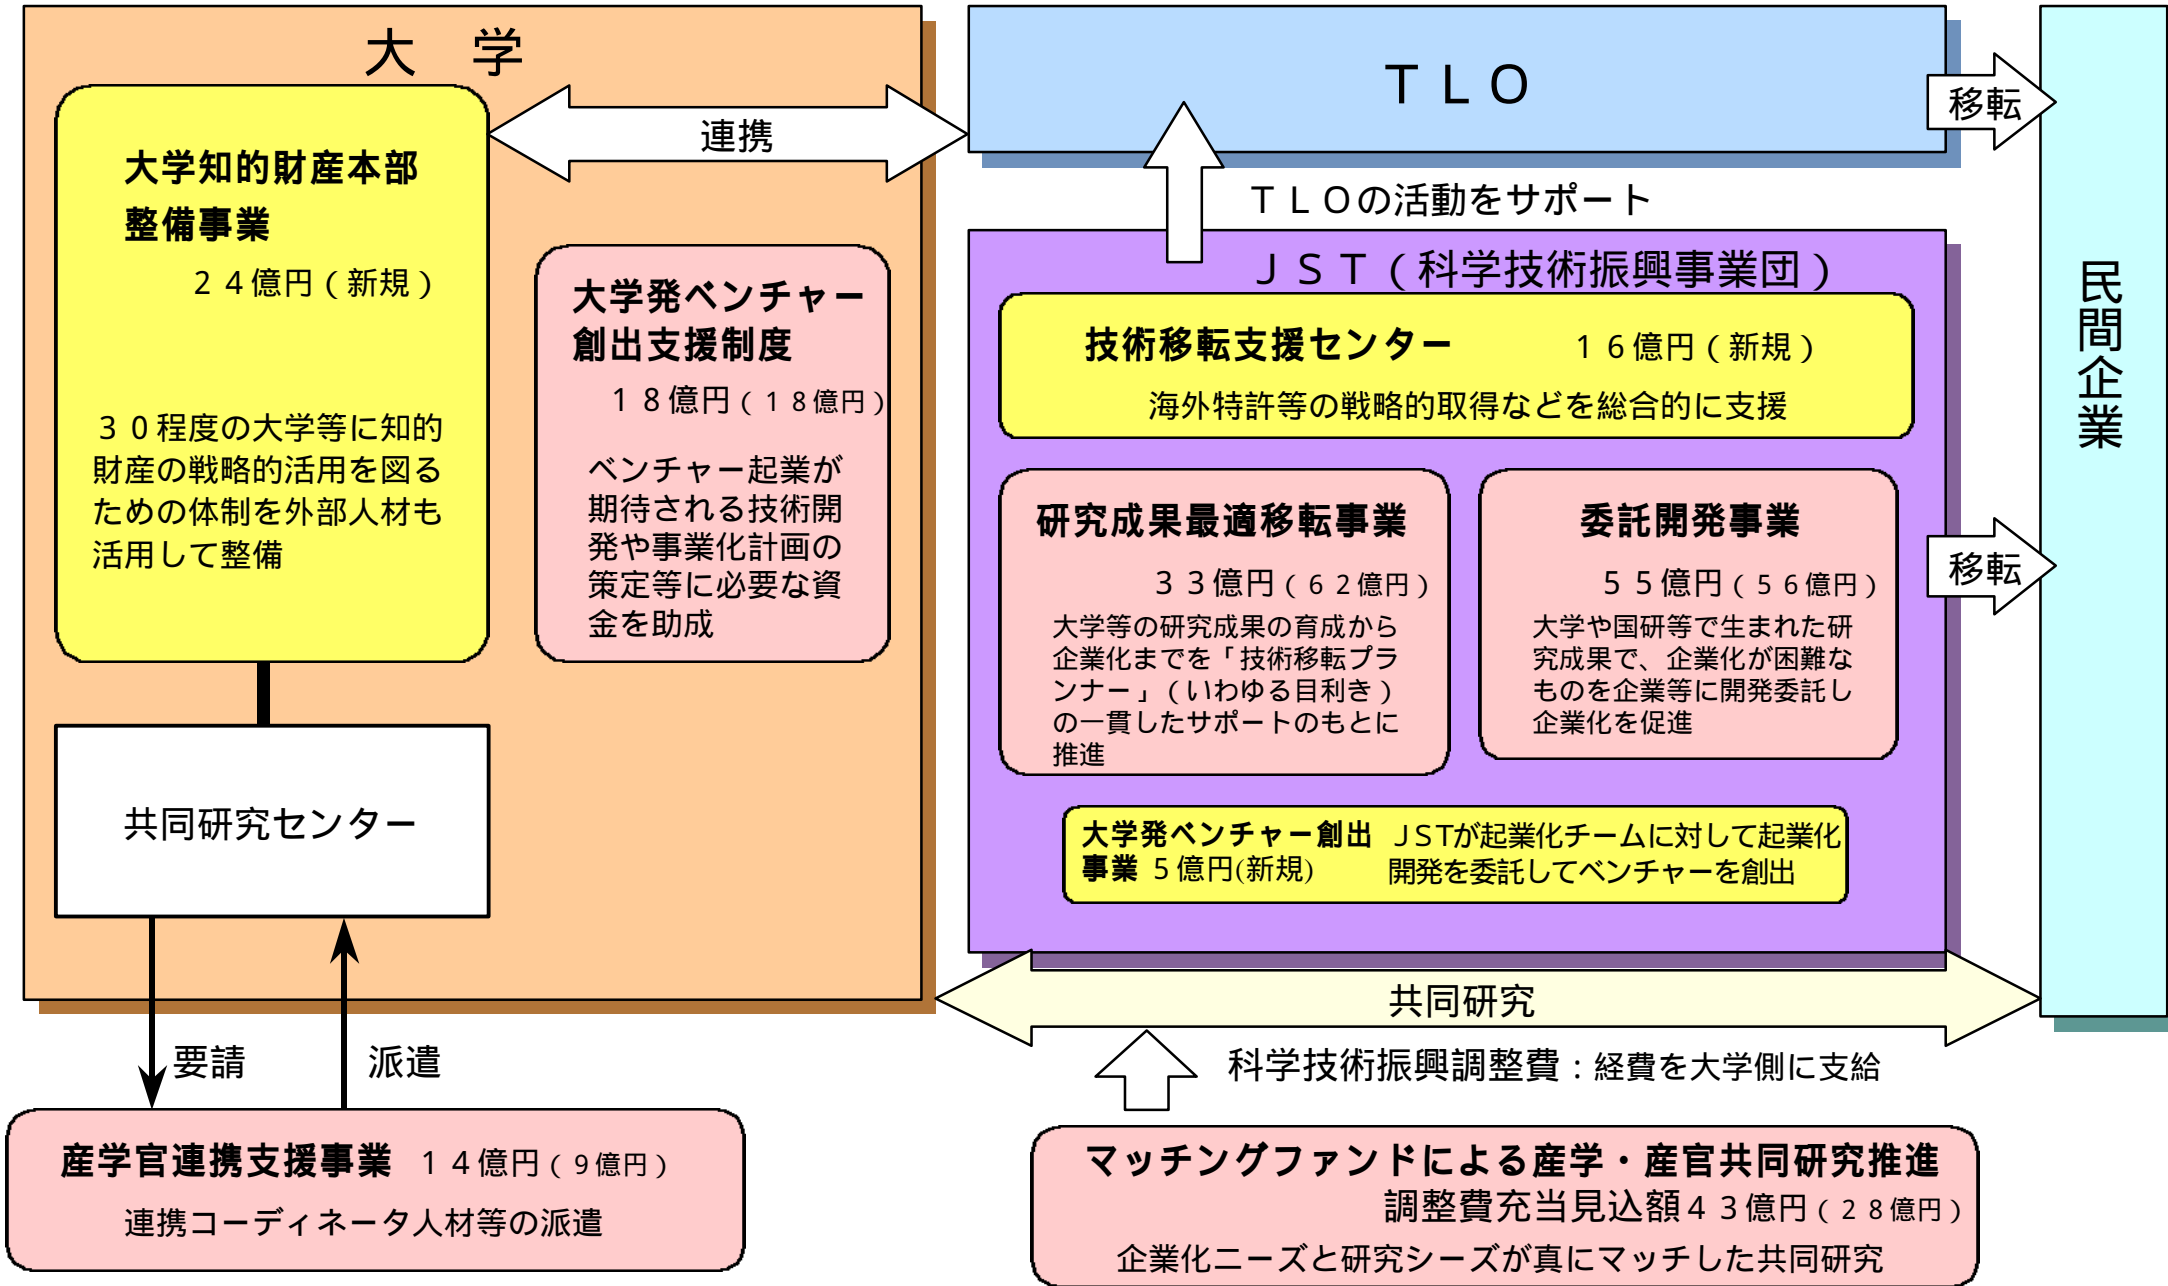 大　学
大学知的財産本部
整備事業
２４億円（新規）
３０程度の大学等に知的
財産の戦略的活用を図る
ための体制を外部人材も
活用して整備
連携
大学発ベンチャー
創出支援制度
１８億円（１８億円）
ベンチャー起業が
期待される技術開
発や事業化計画の
策定等に必要な資
金を助成
共同研究センター
要請
派遣
産学官連携支援事業　１４億円（９億円）
連携コーディネータ人材等の派遣
ＴＬＯ
移転
ＴＬＯの活動をサポート
ＪＳＴ（科学技術振興事業団）
技術移転支援センター　１６億円（新規）
海外特許等の戦略的取得などを総合的に支援
研究成果最適移転事業
３３億円（６２億円）
大学等の研究成果の育成から
企業化までを「技術移転プラ
ンナー」（いわゆる目利き）
の一貫したサポートのもとに
推進
委託開発事業
５５億円（５６億円）
大学や国研等で生まれた研
究成果で、企業化が困難な
ものを企業等に開発委託し
企業化を促進
移転
大学発ベンチャー創出　ＪＳＴが起業化チームに対して起業化
事業 ５億円(新規)　開発を委託してベンチャーを創出
民間企業
共同研究
科学技術振興調整費：経費を大学側に支給
マッチングファンドによる産学・産官共同研究推進
調整費充当見込額４３億円（２８億円）
企業化ニーズと研究シーズが真にマッチした共同研究